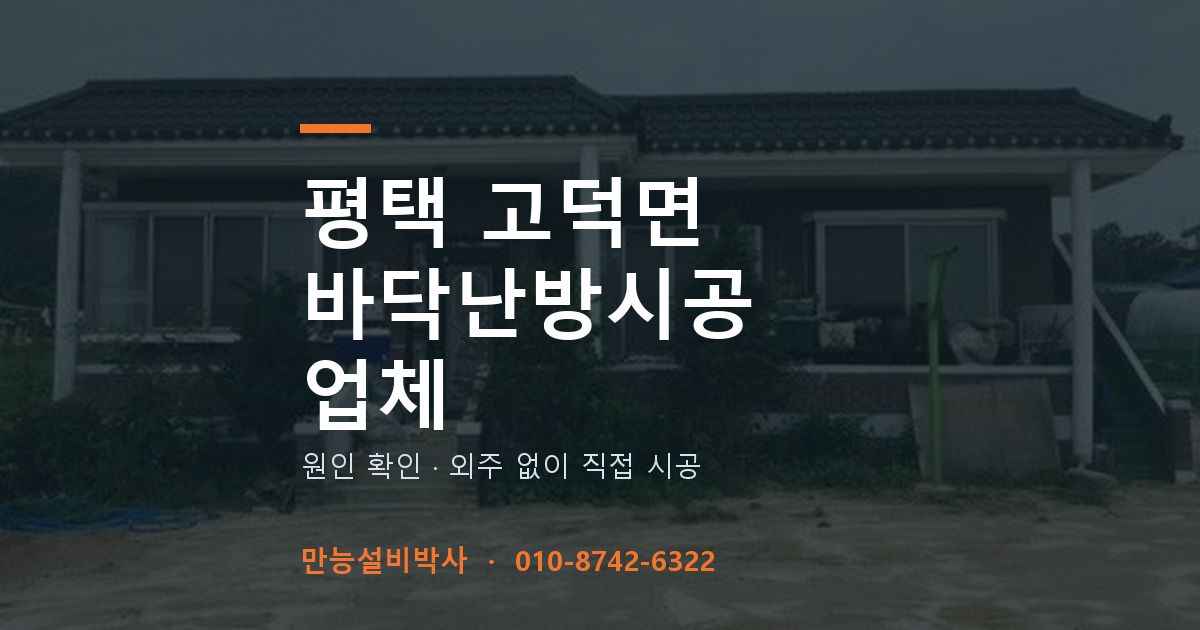 평택 고덕면
바닥난방시공
업체
원인 확인 · 외주 없이 직접 시공
만능설비박사 · 010-8742-6322